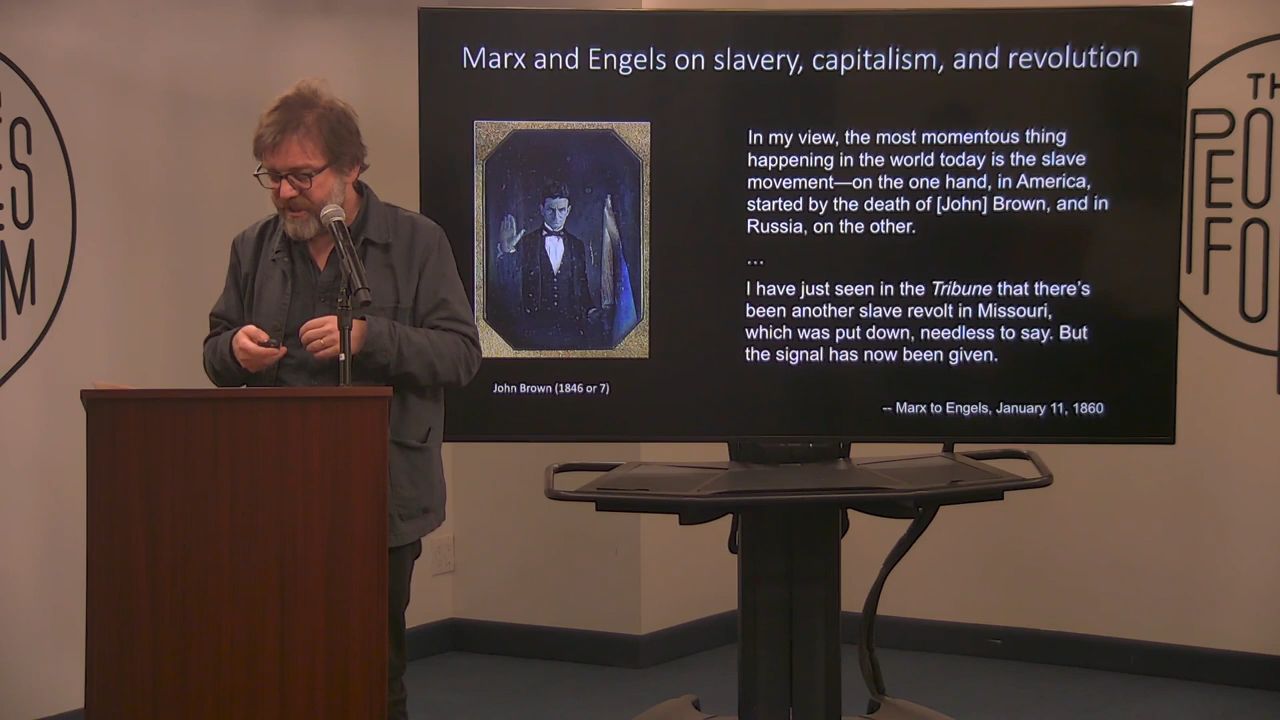 Marx and Engels on slavery, capitalism, and revolution
In my view, the most momentous thing
happening in the world today is the slave
movement—on the one hand, in America,
started by the death of [John] Brown, and in
Russia, on the other.
...
I have just seen in the Tribune that there's
been another slave revolt in Missouri,
which was put down, needless to say. But
the signal has now been given.
-- Marx to Engels, January 11, 1860
John Brown (1846 or 7)
ES
M
TH
PEO
FO